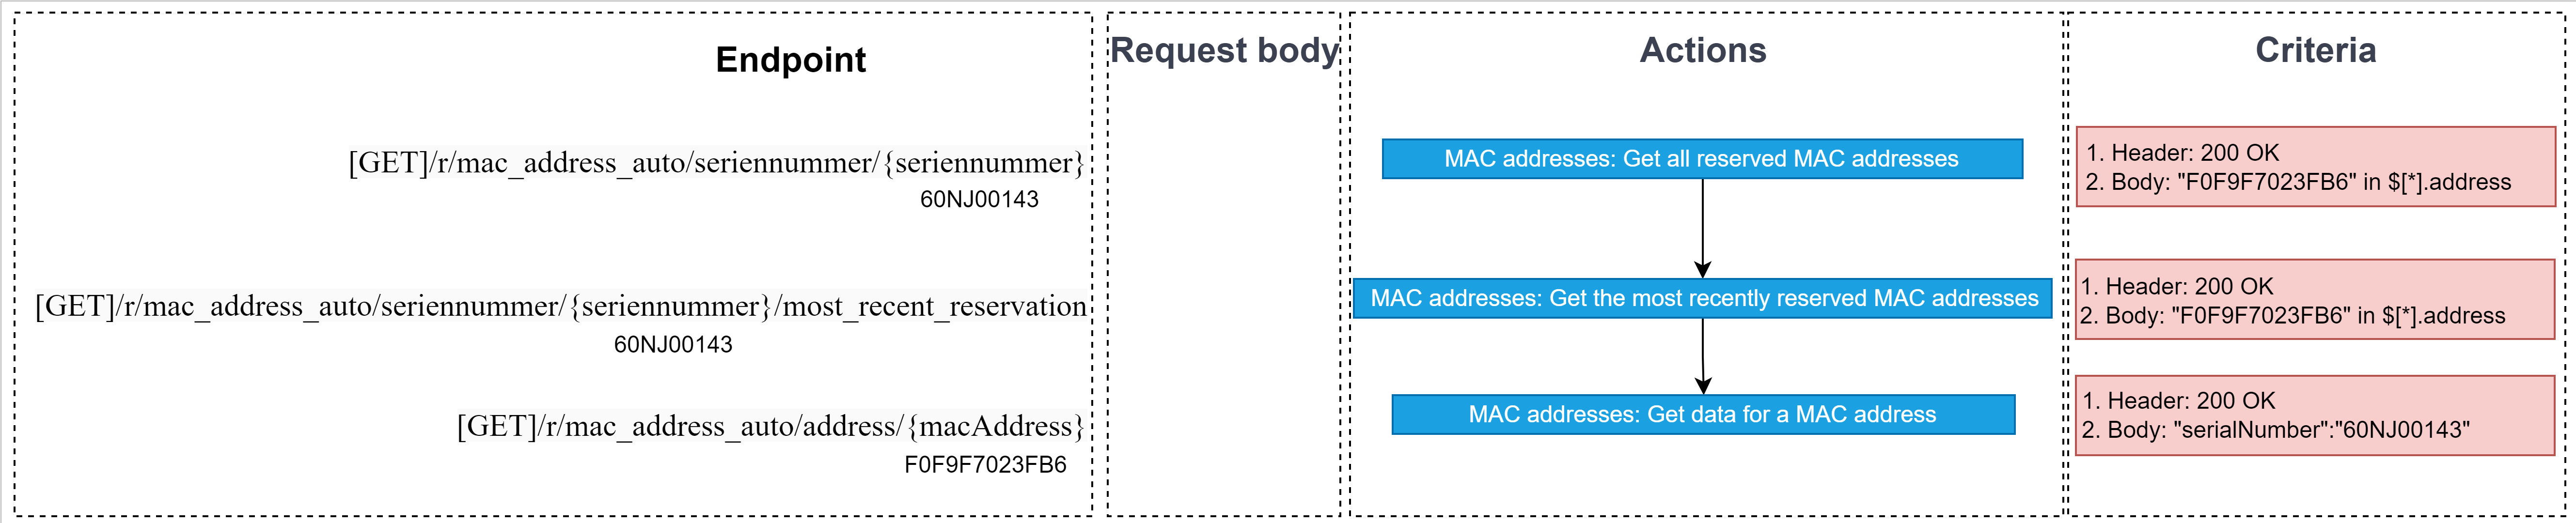 Endpoint
Request body
Actions
Criteria
[GET]/r/mac_address_auto/seriennummer/{seriennummer}
60NJ00143
MAC addresses: Get all reserved MAC addresses
1. Header: 200 OK
2. Body: "F0F9F7023FB6" in $[*].address
[GET]/r/mac_address_auto/seriennummer/{seriennummer}/most_recent_reservation
60NJ00143
MAC addresses: Get the most recently reserved MAC addresses
1. Header: 200 OK
2. Body: "F0F9F7023FB6" in $[*].address
[GET]/r/mac_address_auto/address/{macAddress}
F0F9F7023FB6
MAC addresses: Get data for a MAC address
1. Header: 200 OK
2. Body: "serialNumber":"60NJ00143"